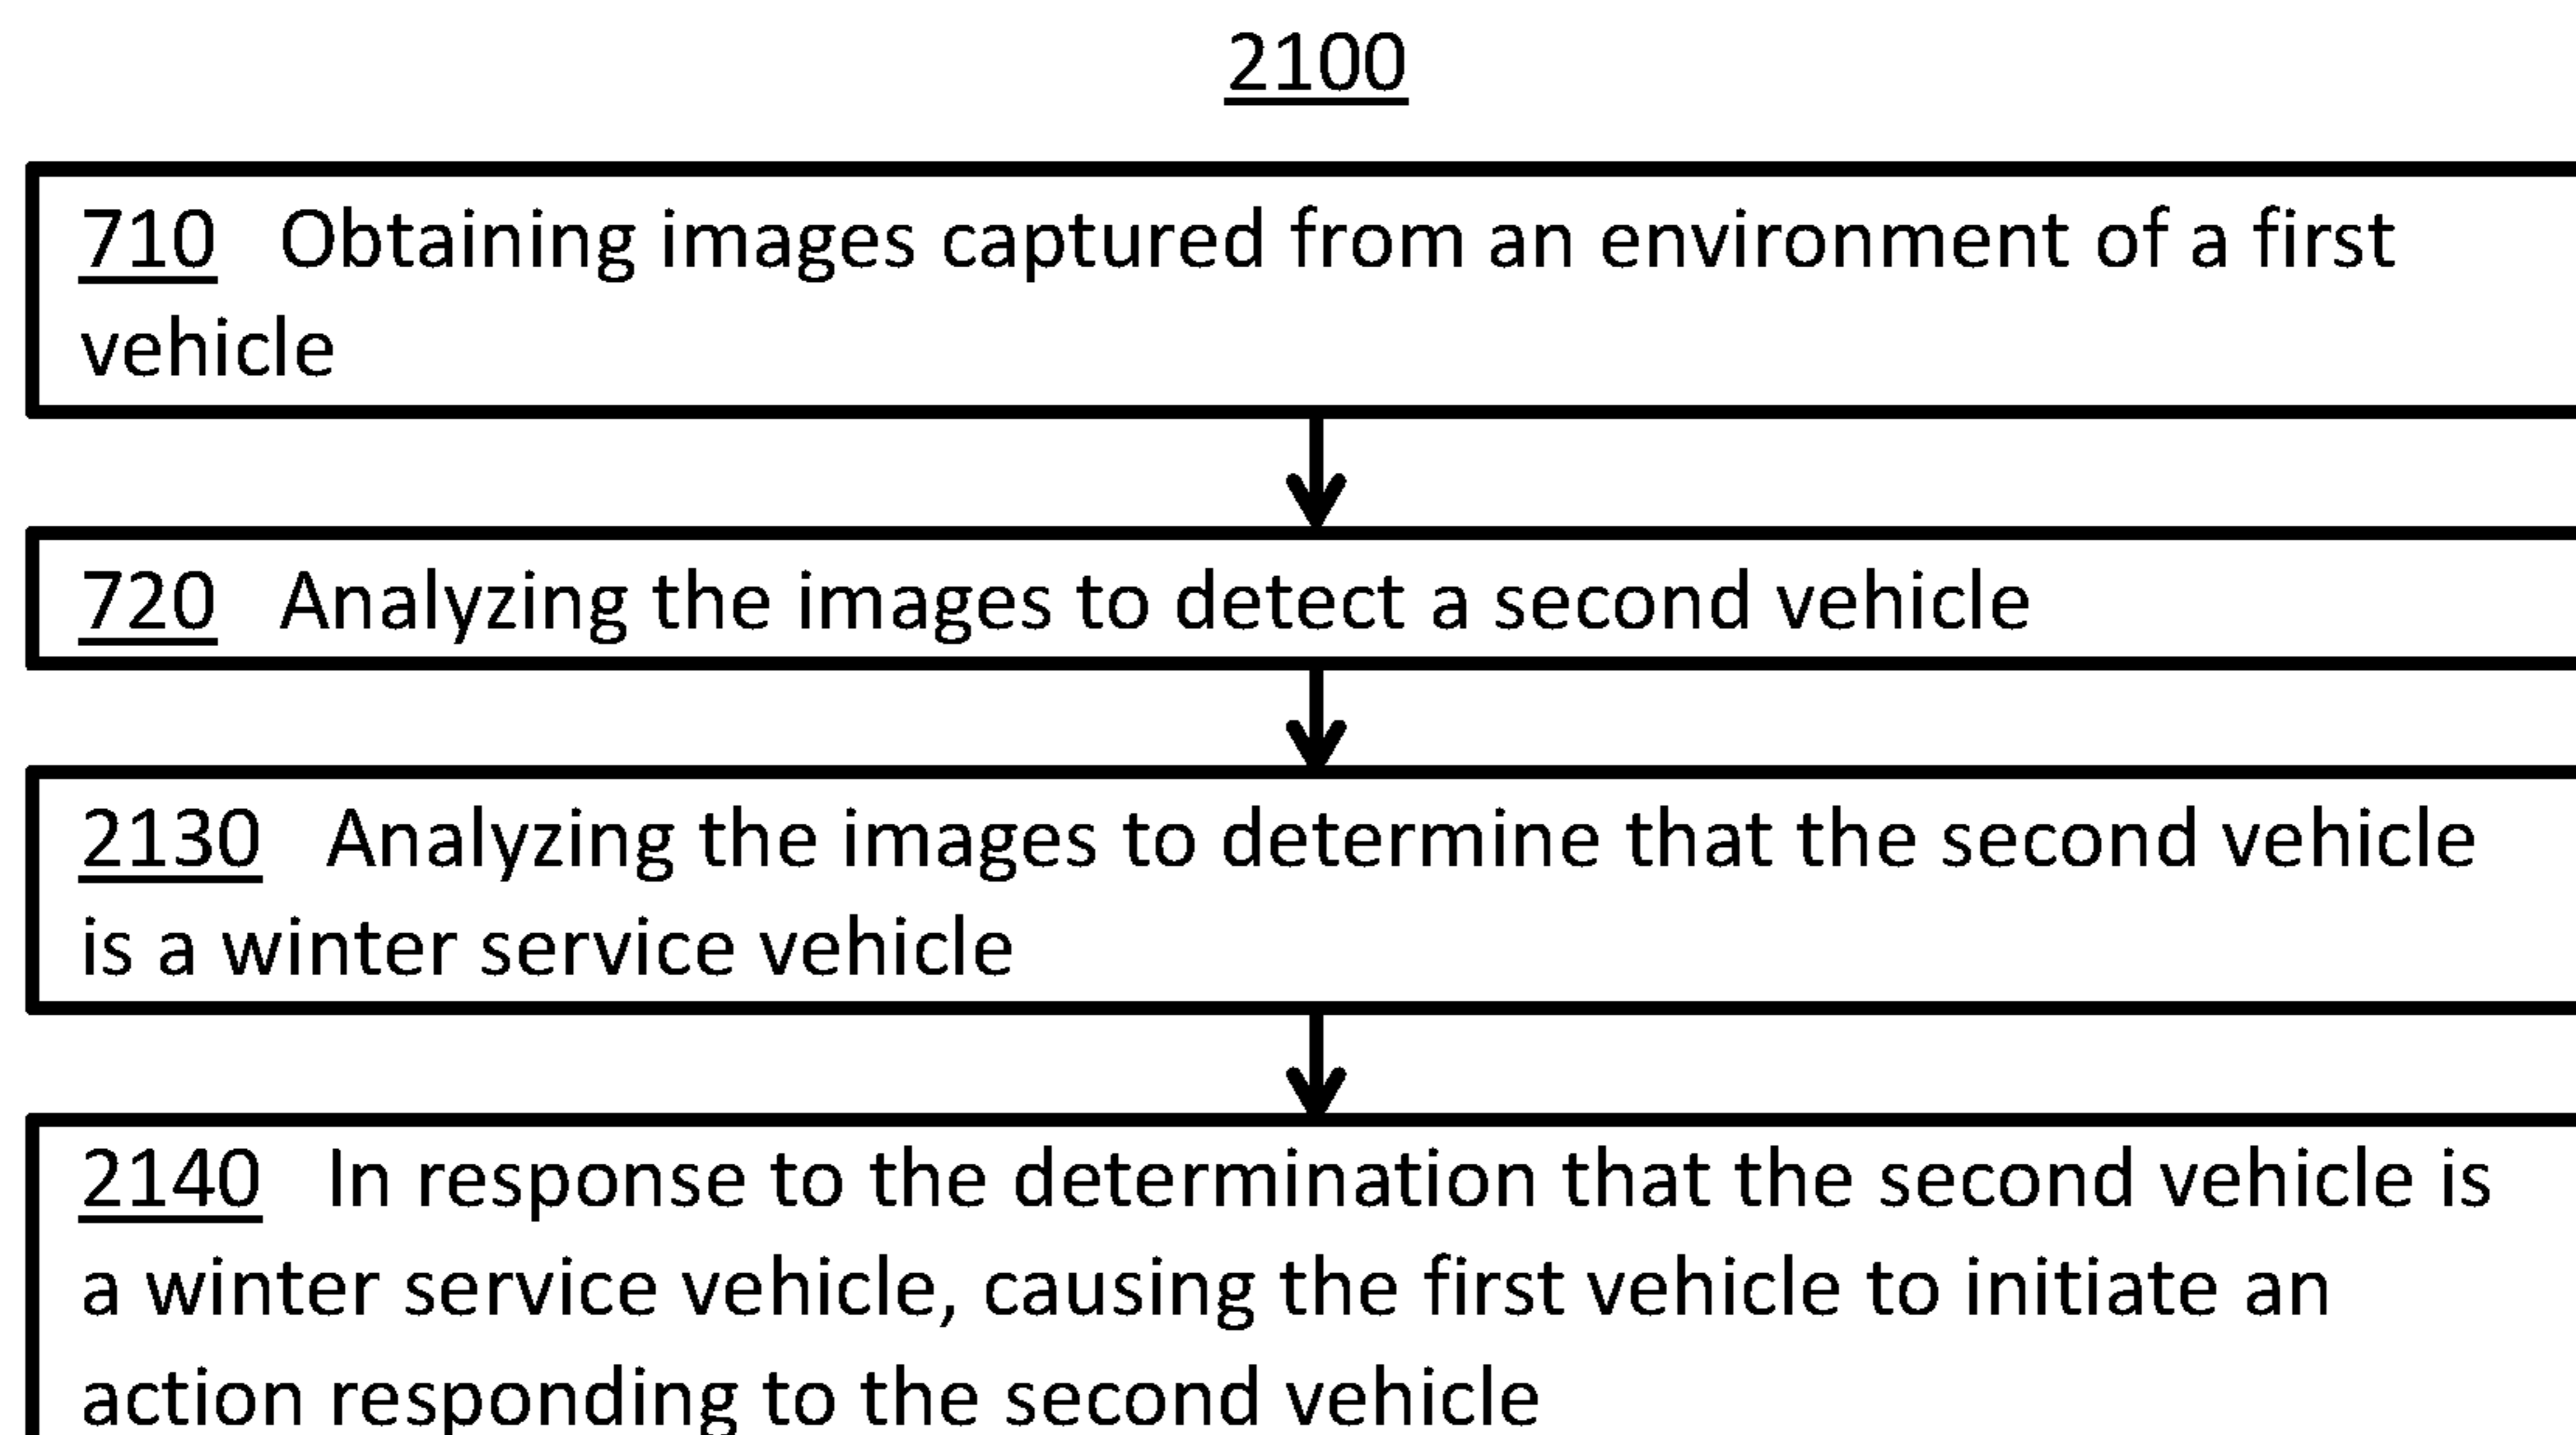 2100
710 Obtaining images captured from an environment of a first
vehicle
720 Analyzing the images to detect a second vehicle
2130 Analyzing the images to determine that the second vehicle
is a winter service vehicle
2140 In response to the determination that the second vehicle is
a winter service vehicle, causing the first vehicle to initiate an
action responding to the second vehicle